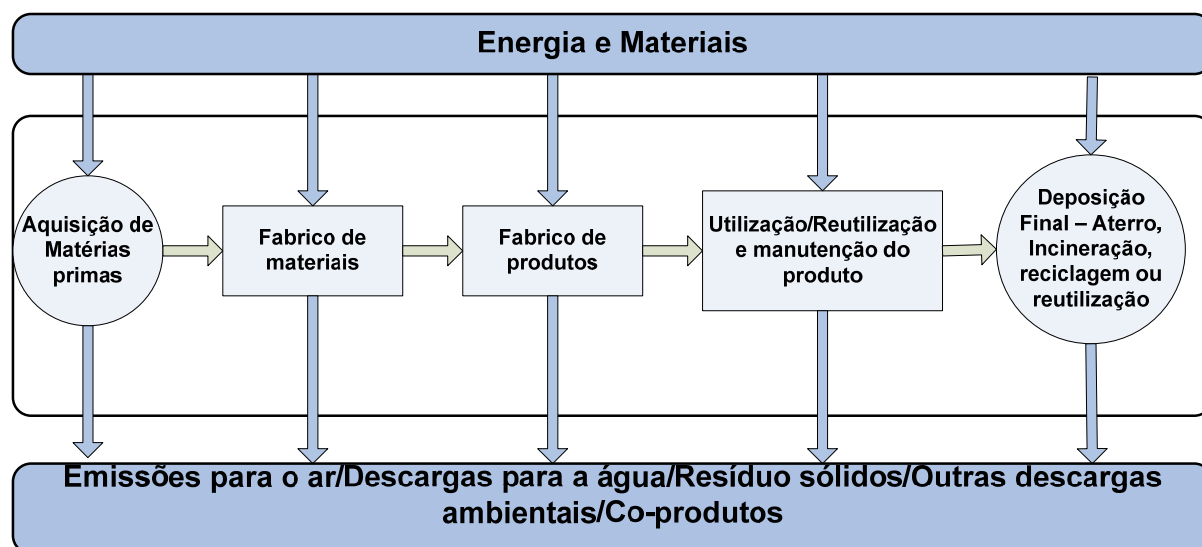 Energia e Materiais
Aquisição de
Matérias
primas
Fabrico de
materiais
Fabrico de
produtos
Utilização/Reutilização
e manutenção do
produto
Deposição
Final – Aterro,
Incineração,
reciclagem ou
reutilização
Emissões para o ar/Descargas para a água/Resíduo sólidos/Outras descargas
ambientais/Co-produtos